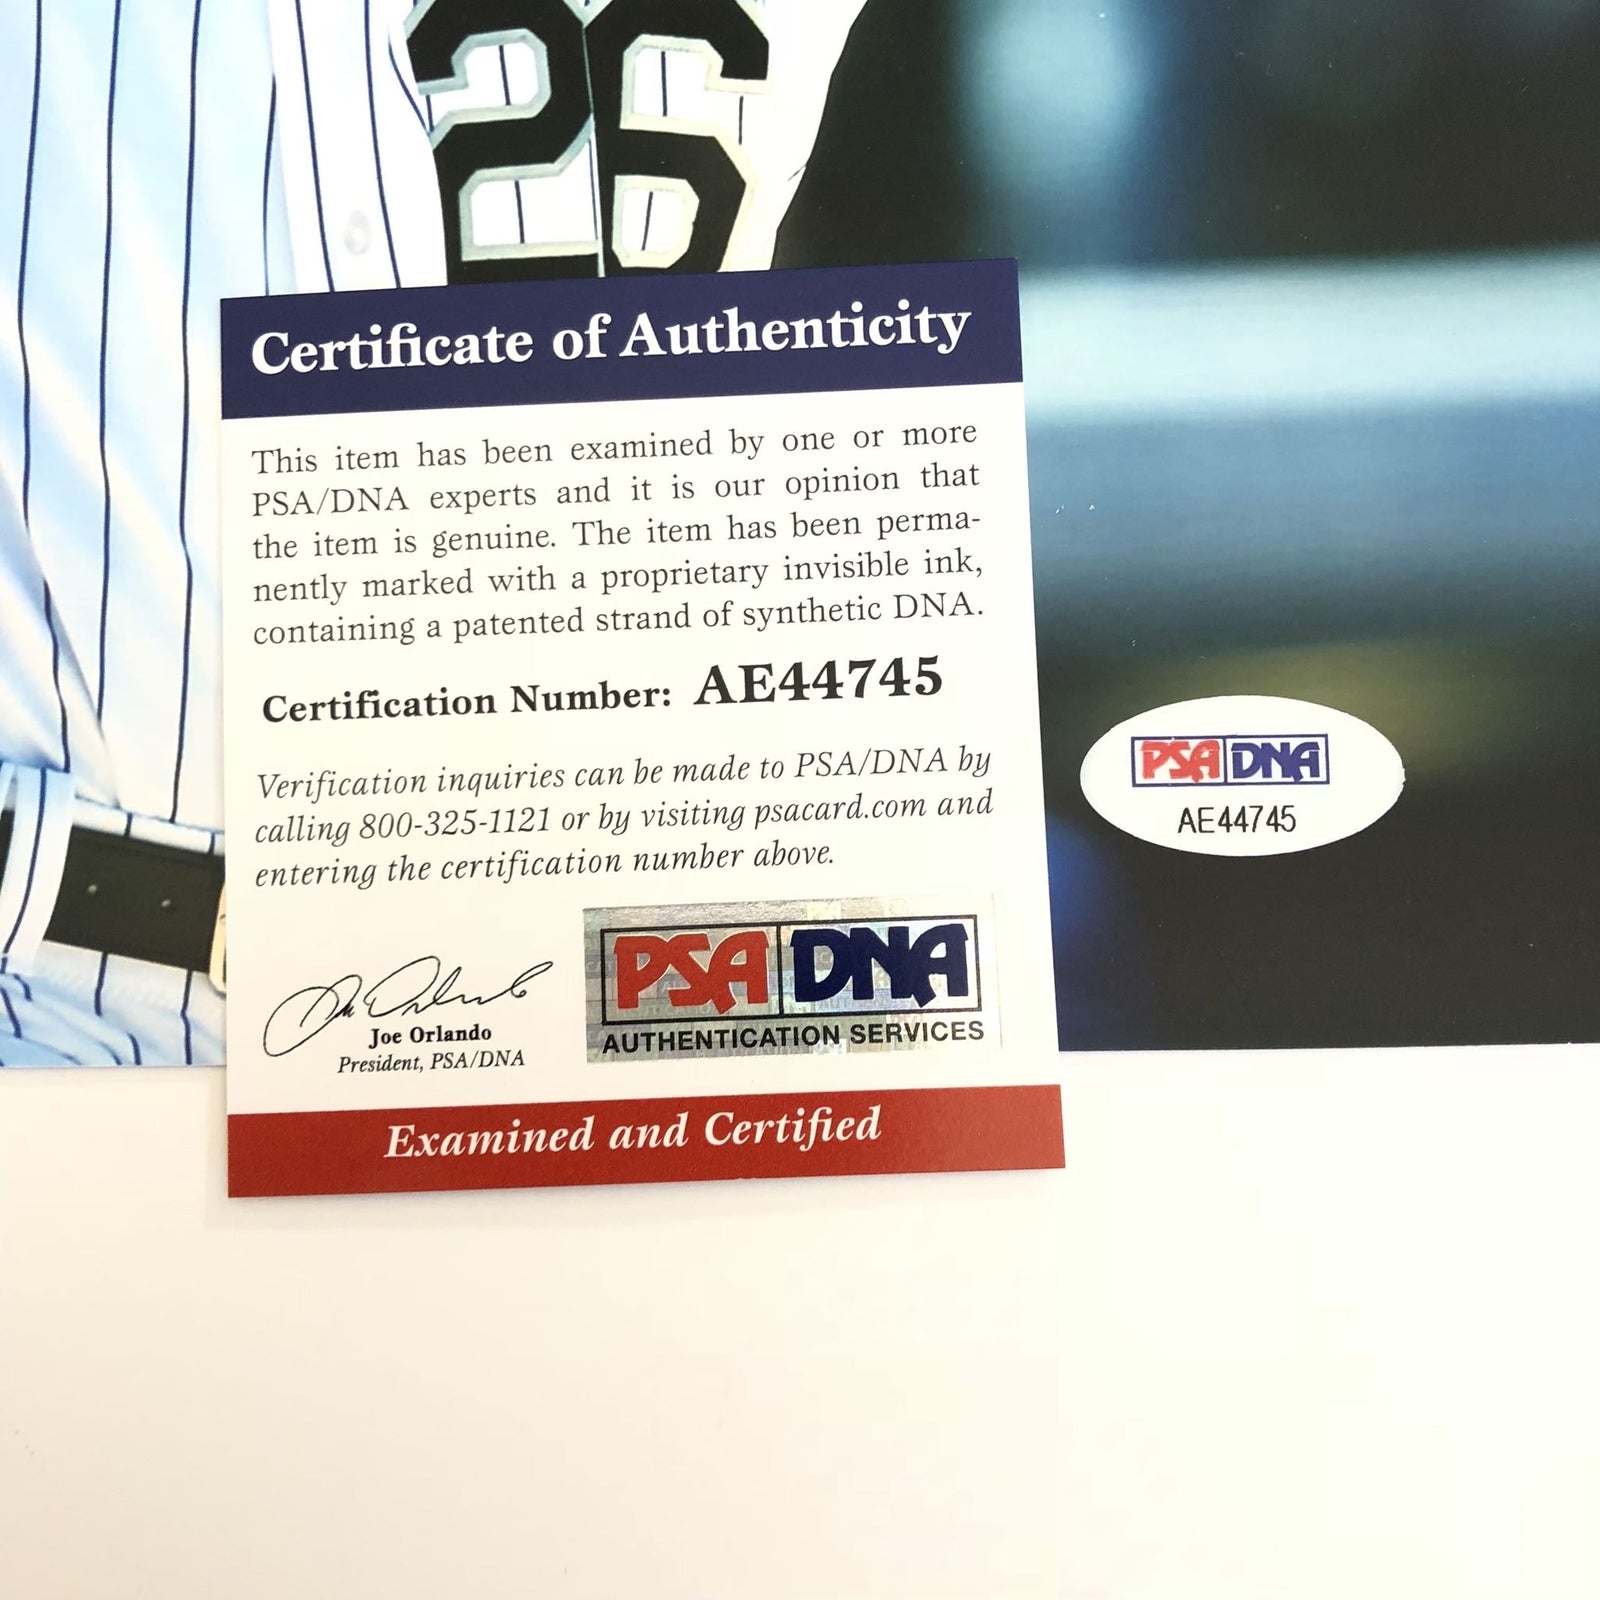 26
Certificate of Authenticity
This item has been examined by one or more
PSA/DNA experts and it is our opinion that
the item is genuine. The item has been perma-
nently marked with a proprietary invisible ink,
containing a patented strand of synthetic DNA.
Certification Number: AE44745
Verification inquiries can be made to PSA/DNA by
calling 800-325-1121 or by visiting psacard.com and
entering the certification number above.
Joe Orlando
Joe Orlando
President, PSA/DNA
PSA DNA
AUTHENTICATION SERVICES
Examined and Certified
PSA DNA
AE44745